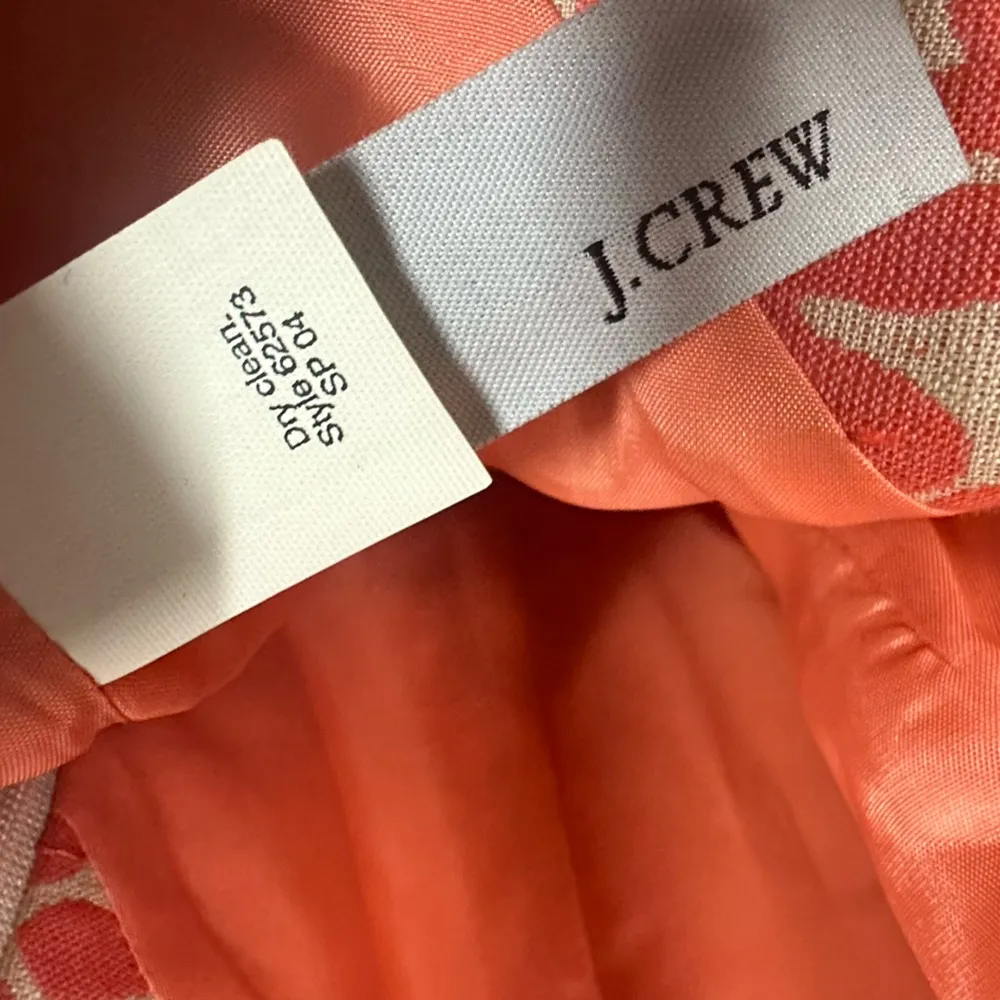 J.CREW
Dry clean.
Style 62573
SP 04